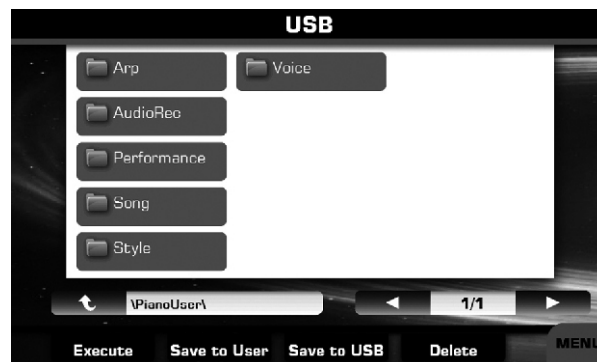 USB
Arp
Voice
AudioRec
Performance
Song
Style
\PianoUser\
1/1
Execute Save to User Save to USB Delete MENU